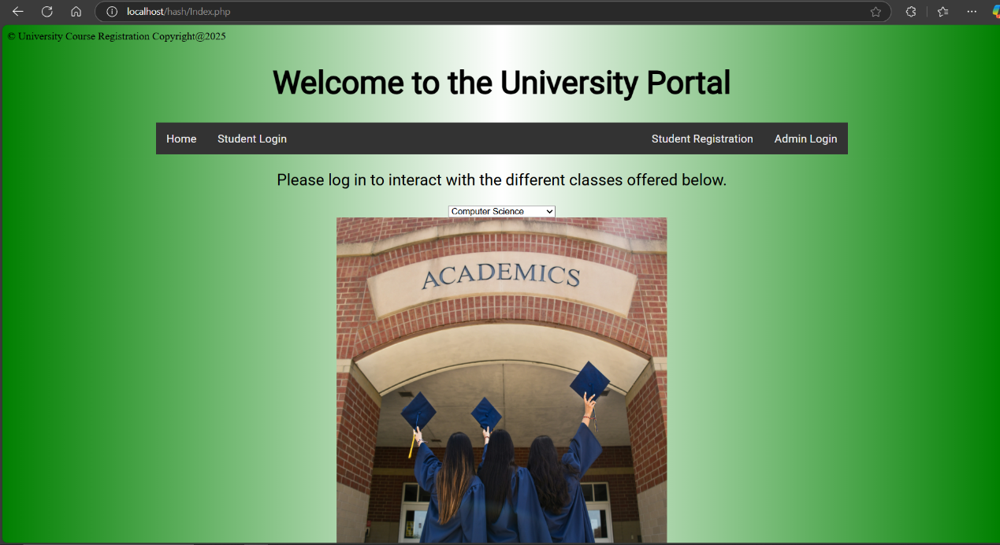 localhost/hash/Index.php
© University Course Registration Copyright@2025
Welcome to the University Portal
Home Student Login Student Registration Admin Login
Please log in to interact with the different classes offered below.
Computer Science
ACADEMICS